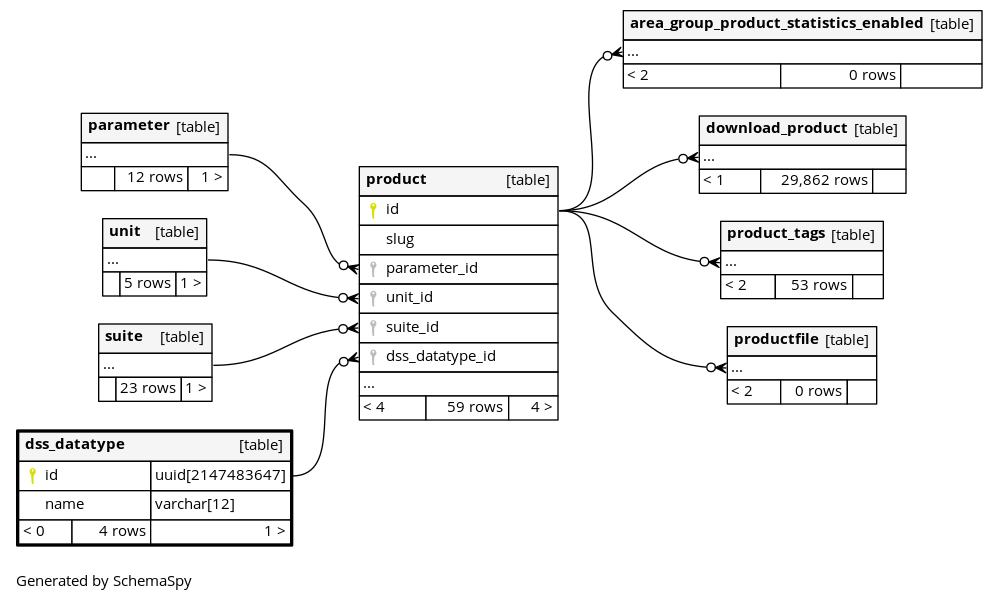 area_group_product_statistics_enabled [table]
...
< 2 0 rows
parameter [table]
...
12 rows 1 >
download_product [table]
...
< 1 29,862 rows
product [table]
id
slug
parameter_id
unit_id
suite_id
dss_datatype_id
...
< 4 59 rows 4 >
unit [table]
...
5 rows 1 >
product_tags [table]
...
< 2 53 rows
suite [table]
...
23 rows 1 >
productfile [table]
...
< 2 0 rows
dss_datatype [table]
id uuid[2147483647]
name varchar[12]
< 0 4 rows 1 >
Generated by SchemaSpy